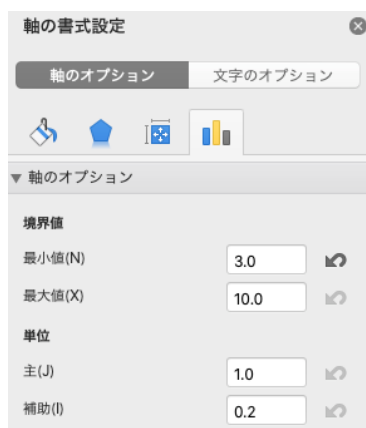 軸の書式設定
軸のオプション 文字のオプション
軸のオプション
境界値
最小値(N) 3.0
最大値(X) 10.0
単位
主(J) 1.0
補助(I) 0.2